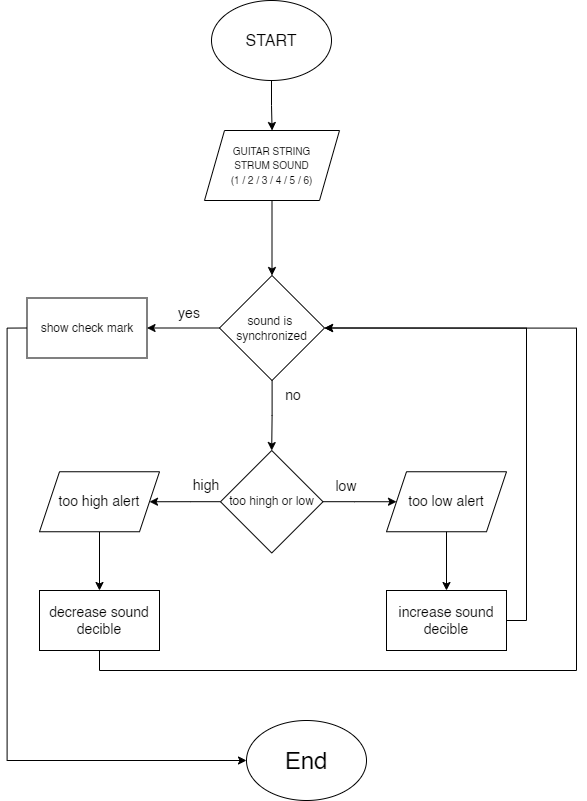 START
GUITAR STRING
STRUM SOUND
(1 / 2 / 3 / 4 / 5 / 6)
sound is
synchronized
yes
show check mark
no
too hingh or low
high
low
too high alert
too low alert
decrease sound
decible
increase sound
decible
End